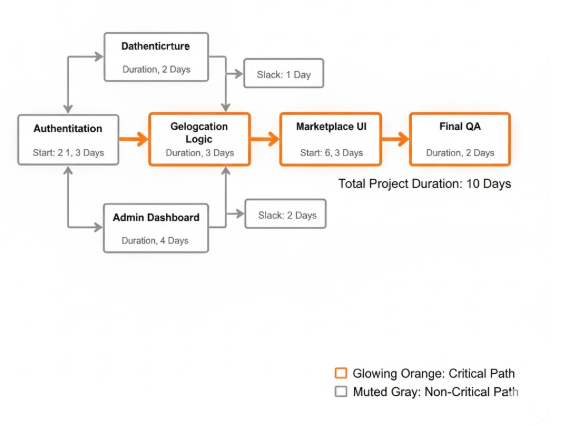 Dathenticrture
Duration, 2 Days
Slack: 1 Day
Authentitation
Start: 2 1, 3 Days
Gelogcation
Logic
Duration, 3 Days
Marketplace UI
Start: 6, 3 Days
Final QA
Duration, 2 Days
Total Project Duration: 10 Days
Admin Dashboard
Duration, 4 Days
Slack: 2 Days
Glowing Orange: Critical Path
Muted Gray: Non-Critical Path